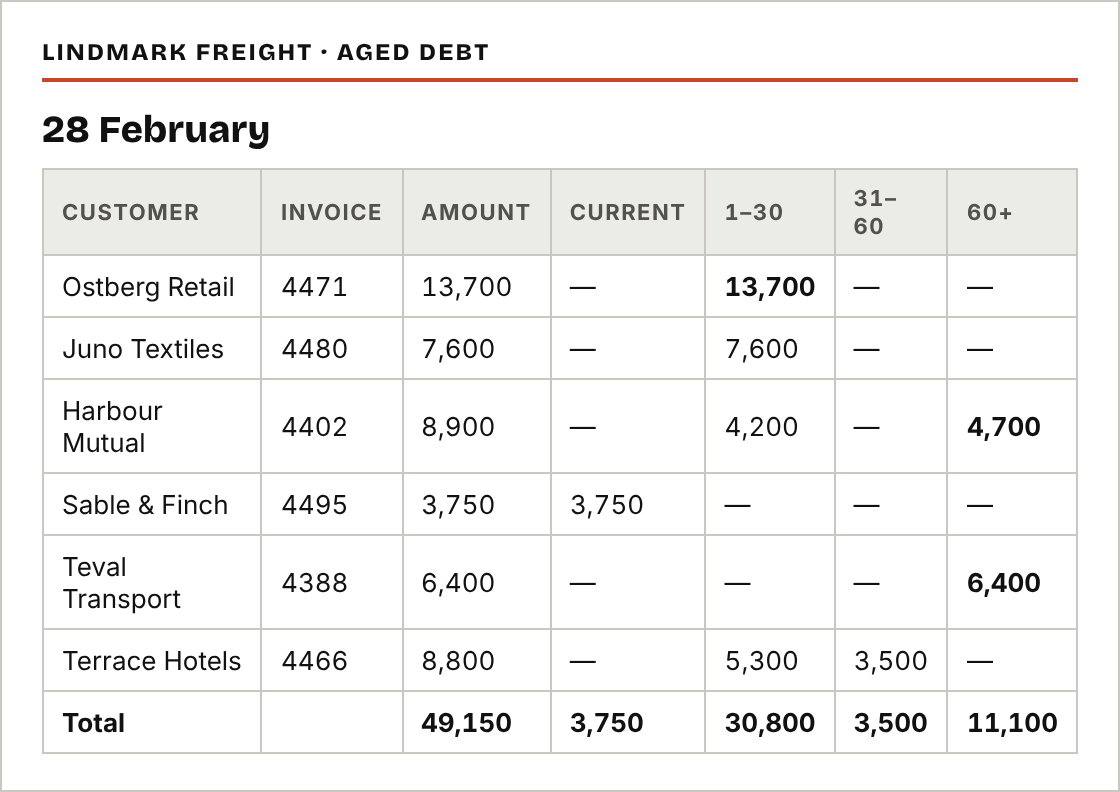 LINDMARK FREIGHT · AGED DEBT
28 February
CUSTOMER INVOICE AMOUNT CURRENT 1–30 31–60 60+
Ostberg Retail 4471 13,700 — 13,700 — —
Juno Textiles 4480 7,600 — 7,600 — —
Harbour Mutual 4402 8,900 — 4,200 — 4,700
Sable & Finch 4495 3,750 3,750 — — —
Teval Transport 4388 6,400 — — — 6,400
Terrace Hotels 4466 8,800 — 5,300 3,500 —
Total 49,150 3,750 30,800 3,500 11,100